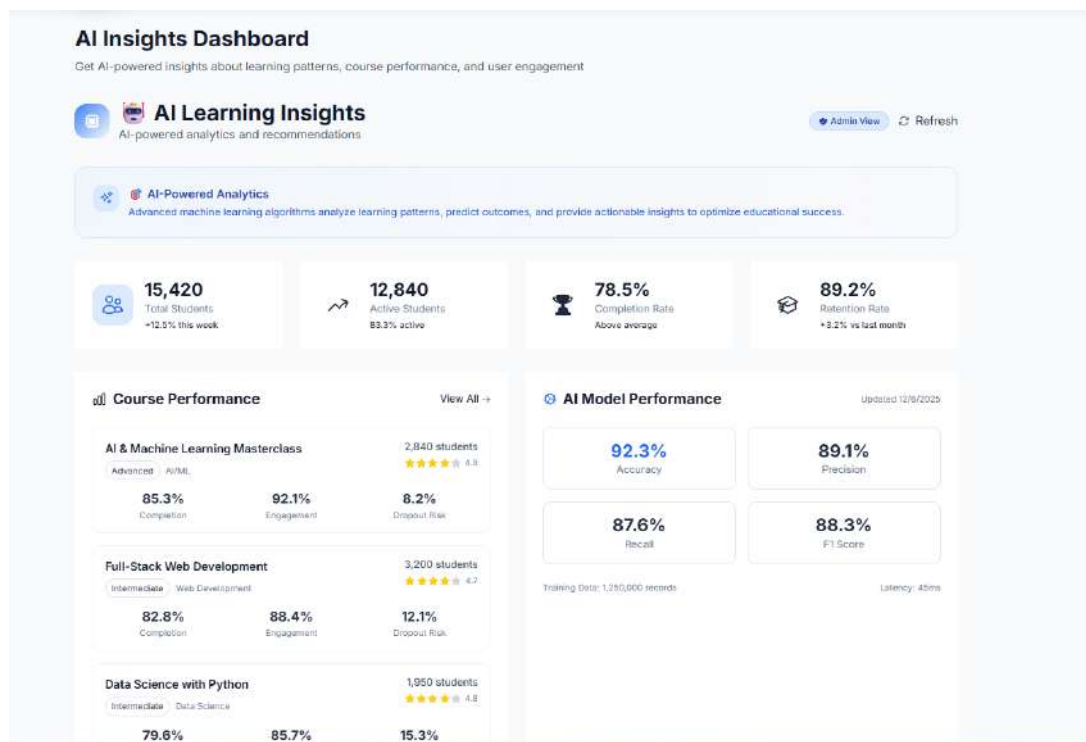 AI Insights Dashboard
Get AI-powered insights about learning patterns, course performance, and user engagement
AI Learning Insights
AI-powered analytics and recommendations
Admin View
Refresh
AI-Powered Analytics
Advanced machine learning algorithms analyze learning patterns, predict outcomes, and provide actionable insights to optimize educational success.
15,420
Total Students
+12.5% this week
12,840
Active Students
83.3% active
78.5%
Completion Rate
Above average
89.2%
Retention Rate
+3.2% vs last month
Course Performance
View All →
AI & Machine Learning Masterclass
2,840 students
Advanced AI/ML
4.9
85.3% 92.1% 8.2%
Completion Engagement Dropout Risk
Full-Stack Web Development
3,200 students
Intermediate Web Development
4.7
82.8% 88.4% 12.1%
Completion Engagement Dropout Risk
Data Science with Python
1,950 students
Intermediate Data Science
4.8
79.6% 85.7% 15.3%
AI Model Performance
Updated 12/6/2025
92.3%
Accuracy
89.1%
Precision
87.6%
Recall
88.3%
F1 Score
Training Data: 1,250,000 records
Latency: 45ms